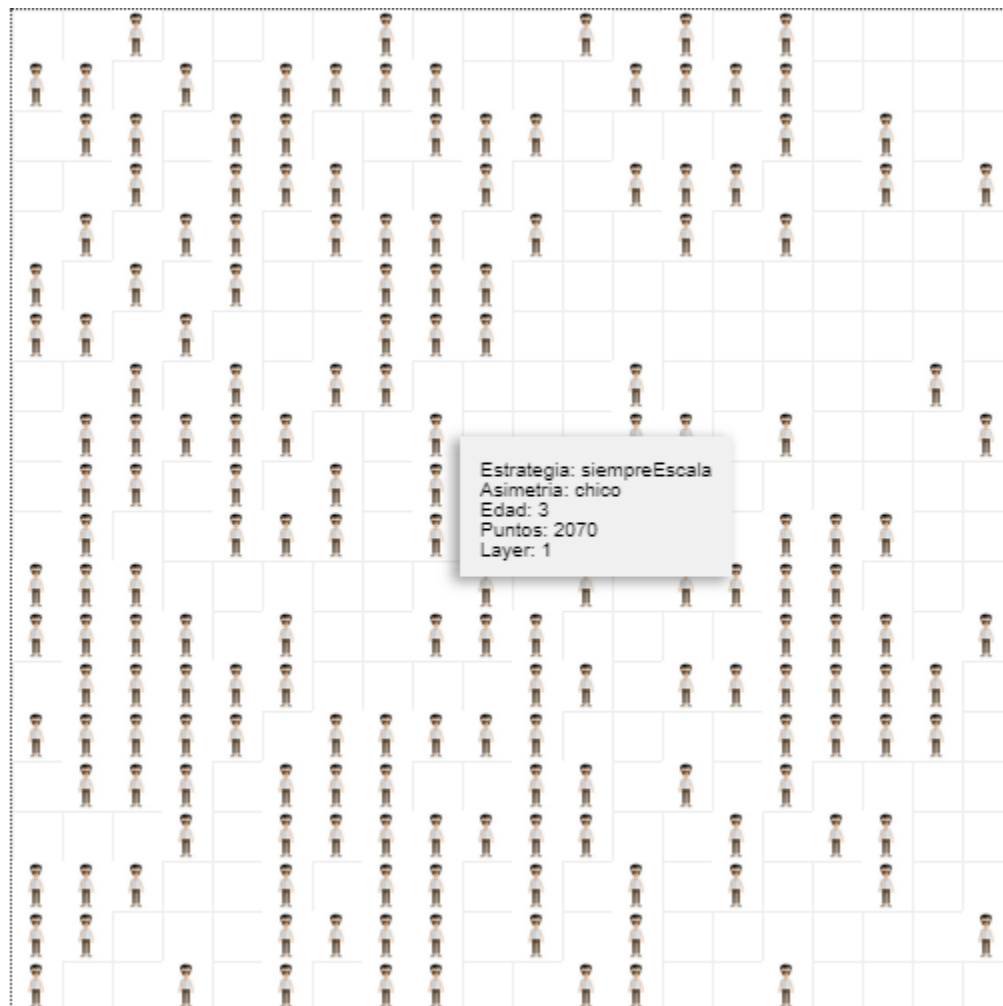 Estrategia: siempreEscala
Asimetria: chico
Edad: 3
Puntos: 2070
Layer: 1